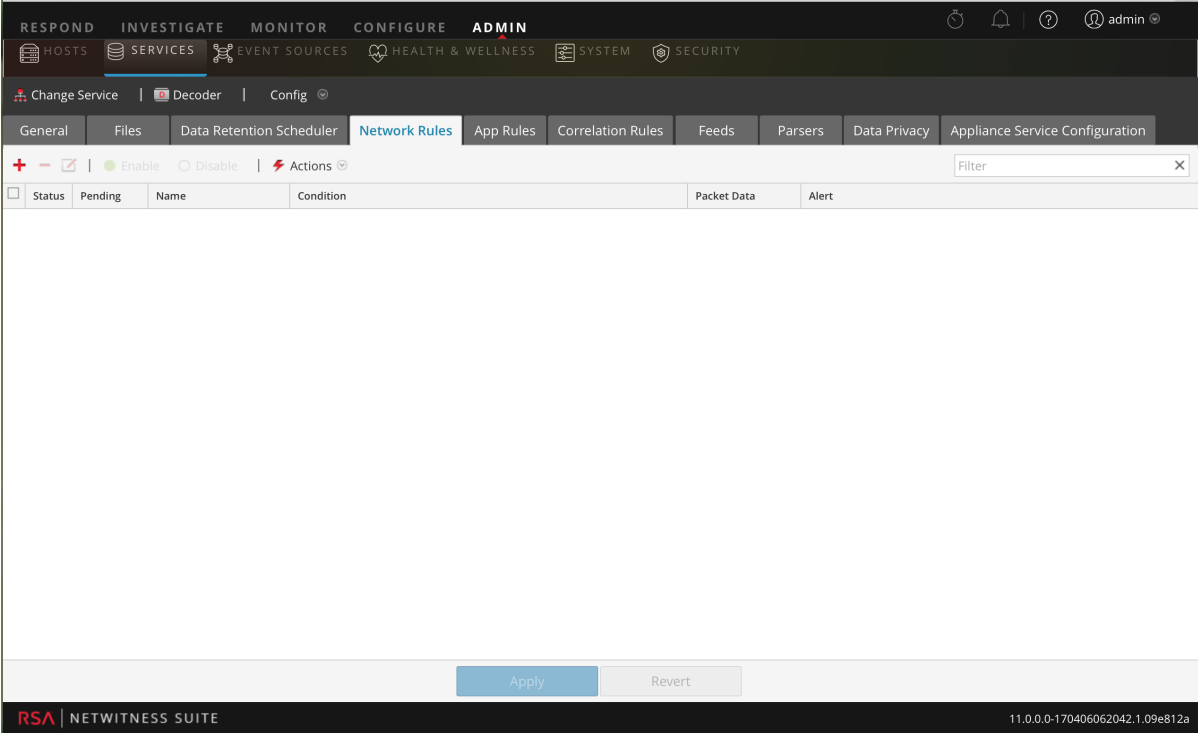 RESPOND INVESTIGATE MONITOR CONFIGURE ADMIN admin
HOSTS SERVICES EVENT SOURCES HEALTH & WELLNESS SYSTEM SECURITY
Change Service | D Decoder | Config
General Files Data Retention Scheduler Network Rules App Rules Correlation Rules Feeds Parsers Data Privacy Appliance Service Configuration
Enable Disable | Actions Filter
Status Pending Name Condition Packet Data Alert
Apply Revert
RSA NETWITNESS SUITE 11.0.0.0-170406062042.1.09e812a